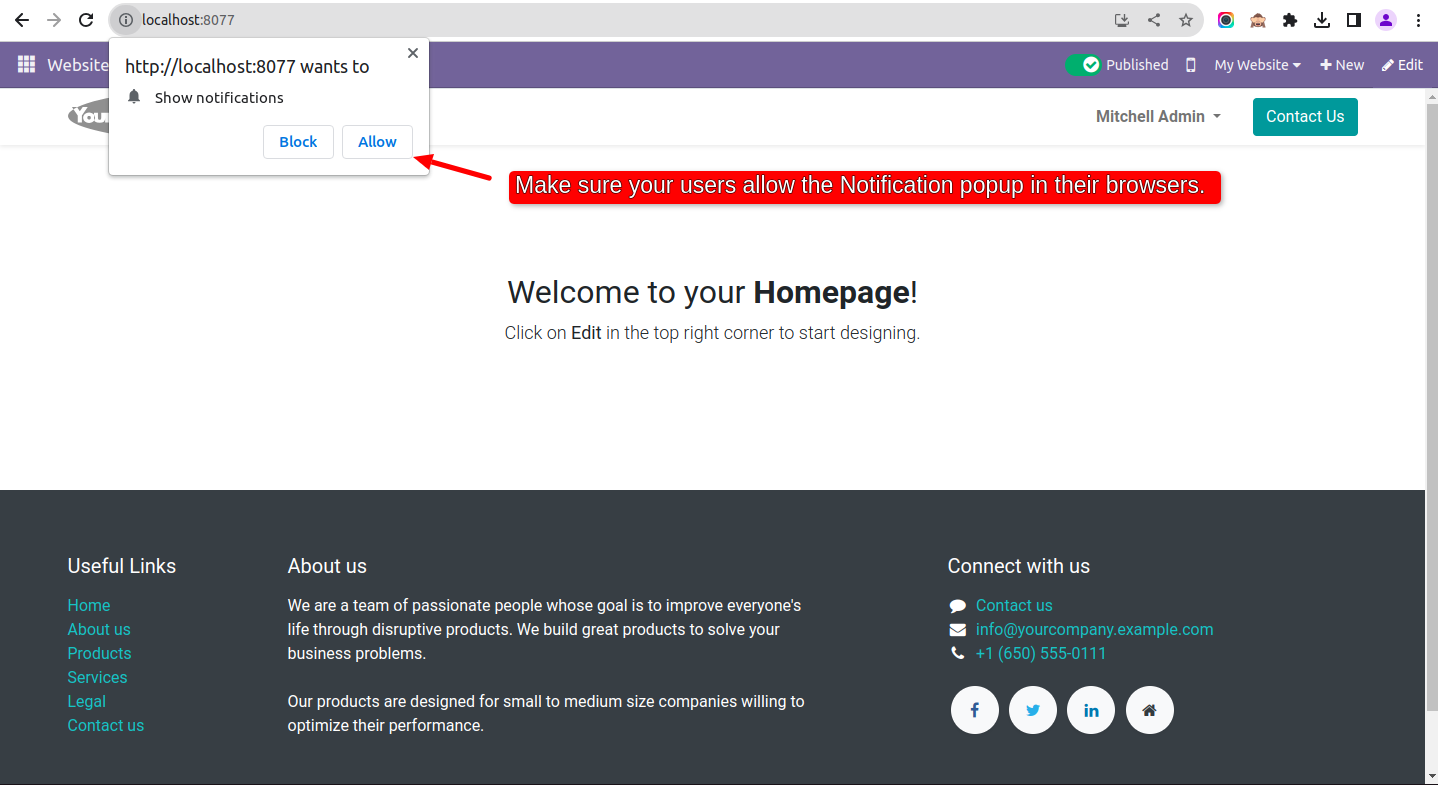 localhost:8077
Website
Published
My Website
New
Edit
http://localhost:8077 wants to
Show notifications
Block
Allow
Your
Mitchell Admin
Contact Us
Make sure your users allow the Notification popup in their browsers.
Welcome to your Homepage!
Click on Edit in the top right corner to start designing.
Useful Links
Home
About us
Products
Services
Legal
Contact us
About us
We are a team of passionate people whose goal is to improve everyone's
life through disruptive products. We build great products to solve your
business problems.
Our products are designed for small to medium size companies willing to
optimize their performance.
Connect with us
Contact us
info@yourcompany.example.com
+1 (650) 555-0111